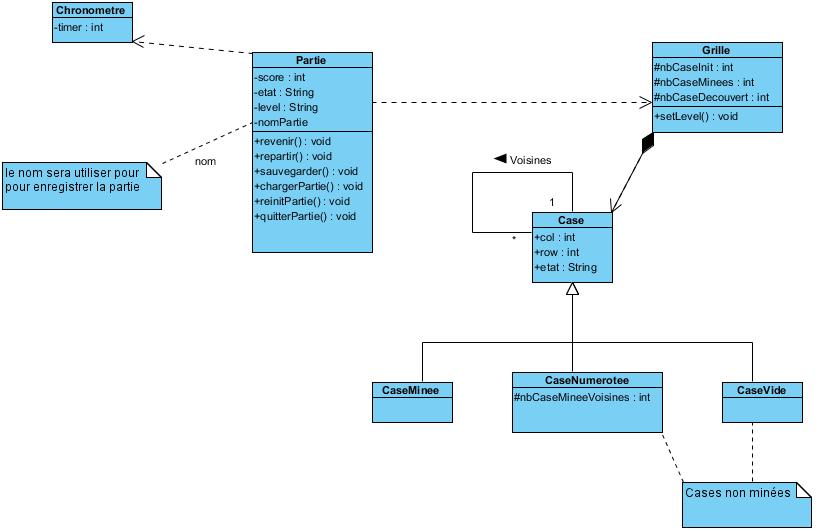 Chronometre
-timer : int
Partie
-score : int
-etat : String
-level : String
-nomPartie
+revenir() : void
+repartir() : void
+sauvegarder() : void
+chargerPartie() : void
+reinitPartie() : void
+quitterPartie() : void
le nom sera utiliser pour
pour enregistrer la partie
nom
Grille
#nbCaseInit : int
#nbCaseMinees : int
#nbCaseDecouvert : int
+setLevel() : void
Voisines
1
*
Case
+col : int
+row : int
+etat : String
CaseMinee
CaseNumerotee
#nbCaseMineeVoisines : int
CaseVide
Cases non minées